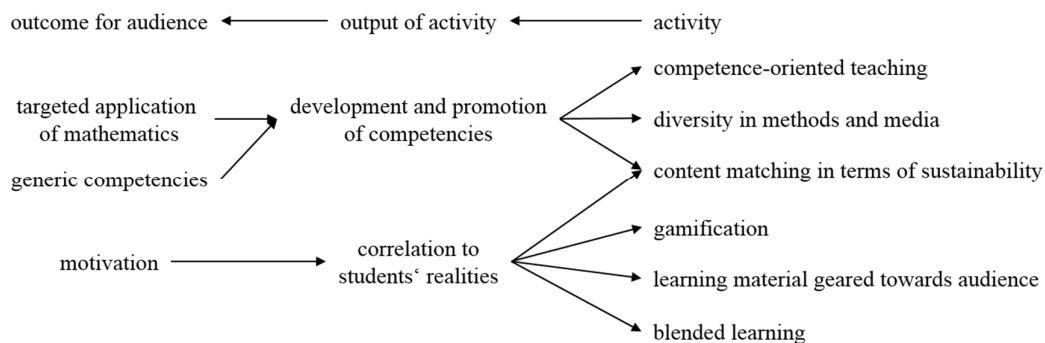 outcome for audience
output of activity
activity
competence-oriented teaching
targeted application
of mathematics
development and promotion
of competencies
diversity in methods and media
generic competencies
content matching in terms of sustainability
gamification
motivation
correlation to
students‘ realities
learning material geared towards audience
blended learning